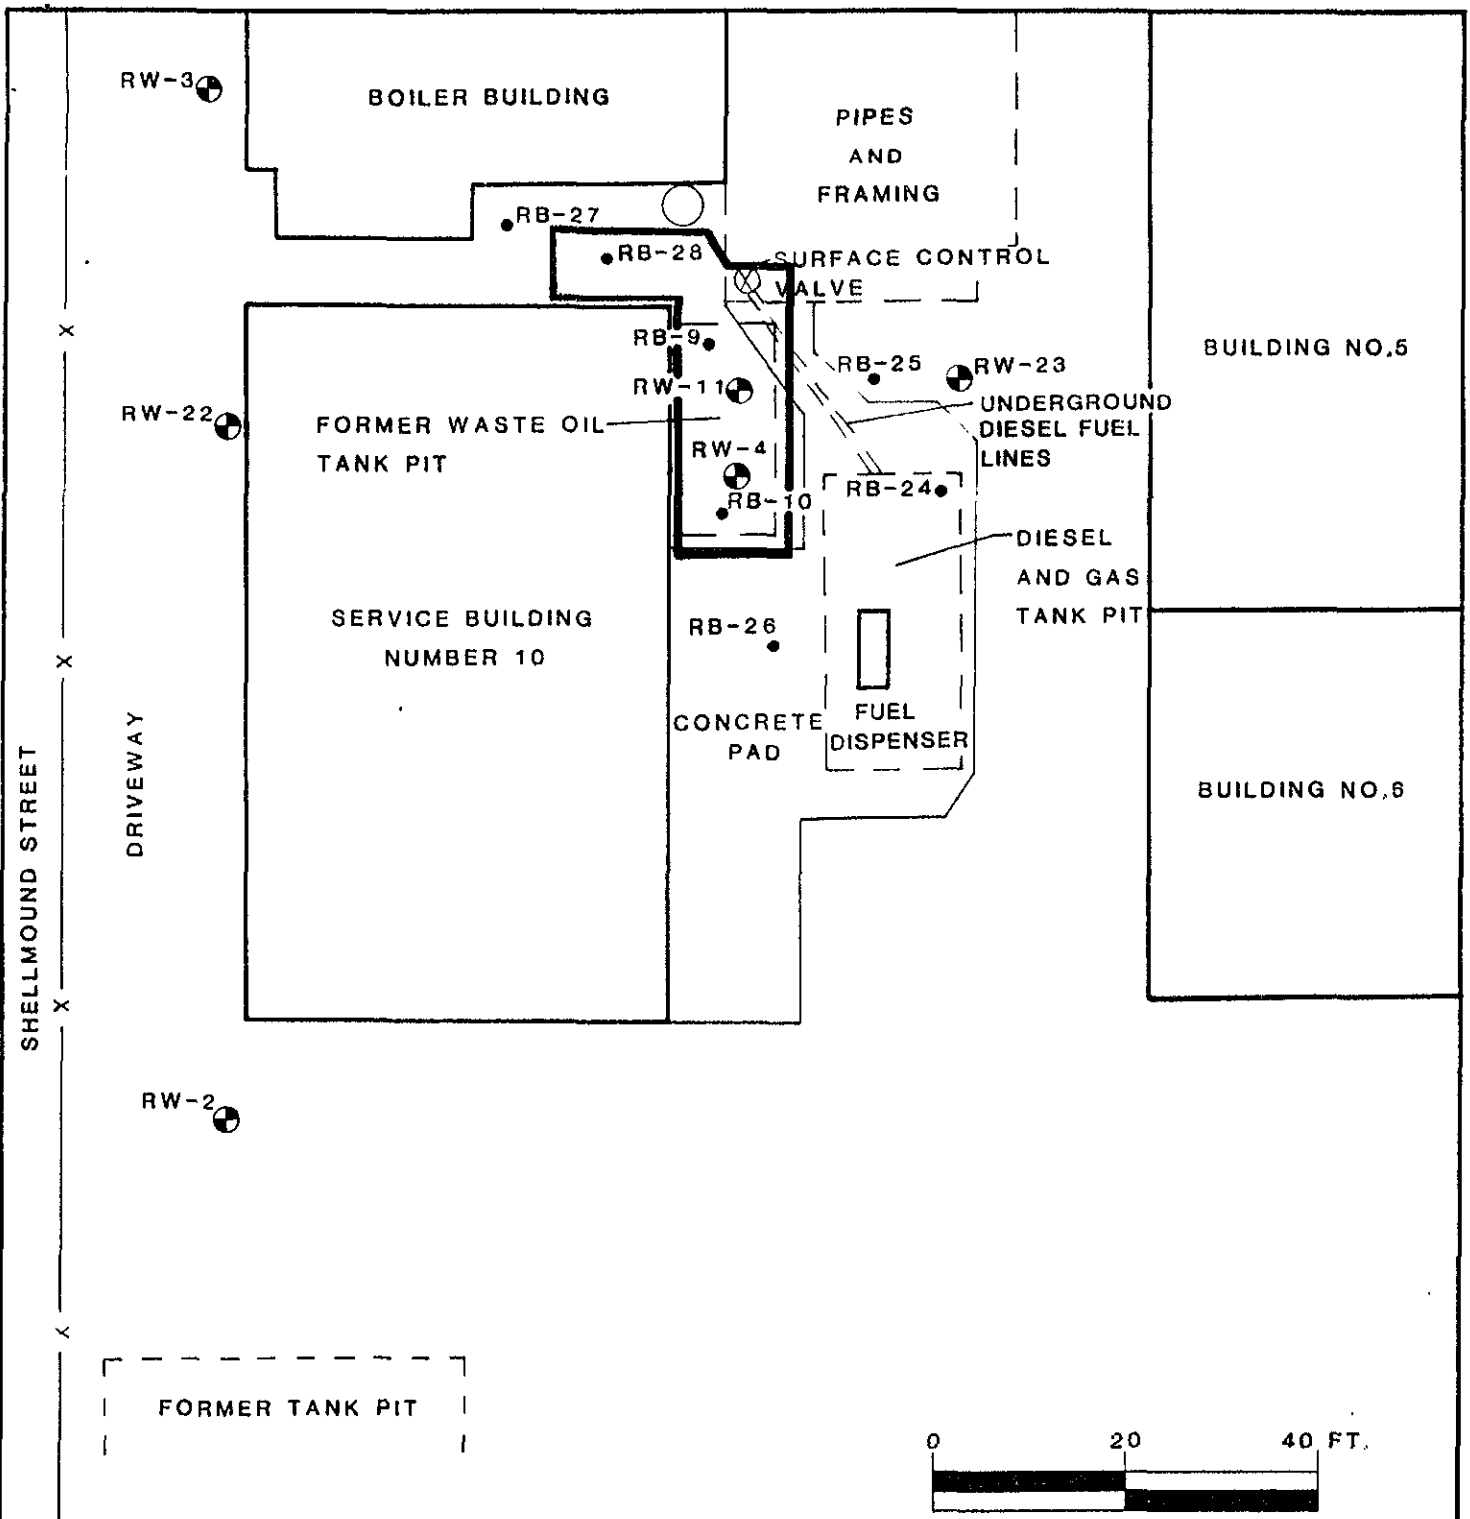 RW-3
BOILER BUILDING
PIPES
AND
FRAMING
RB-27
RB-28
SURFACE CONTROL
VALVE
RB-9
RW-11
RB-25
RW-23
BUILDING NO.5
RW-22
FORMER WASTE OIL
TANK PIT
UNDERGROUND
DIESEL FUEL
LINES
RW-4
RB-10
RB-24
DIESEL
AND GAS
TANK PIT
SERVICE BUILDING
NUMBER 10
RB-26
CONCRETE
PAD
FUEL
DISPENSER
BUILDING NO.6
SHELLMOUND STREET
DRIVEWAY
RW-2
FORMER TANK PIT
0 20 40 FT.
X
X
X
X